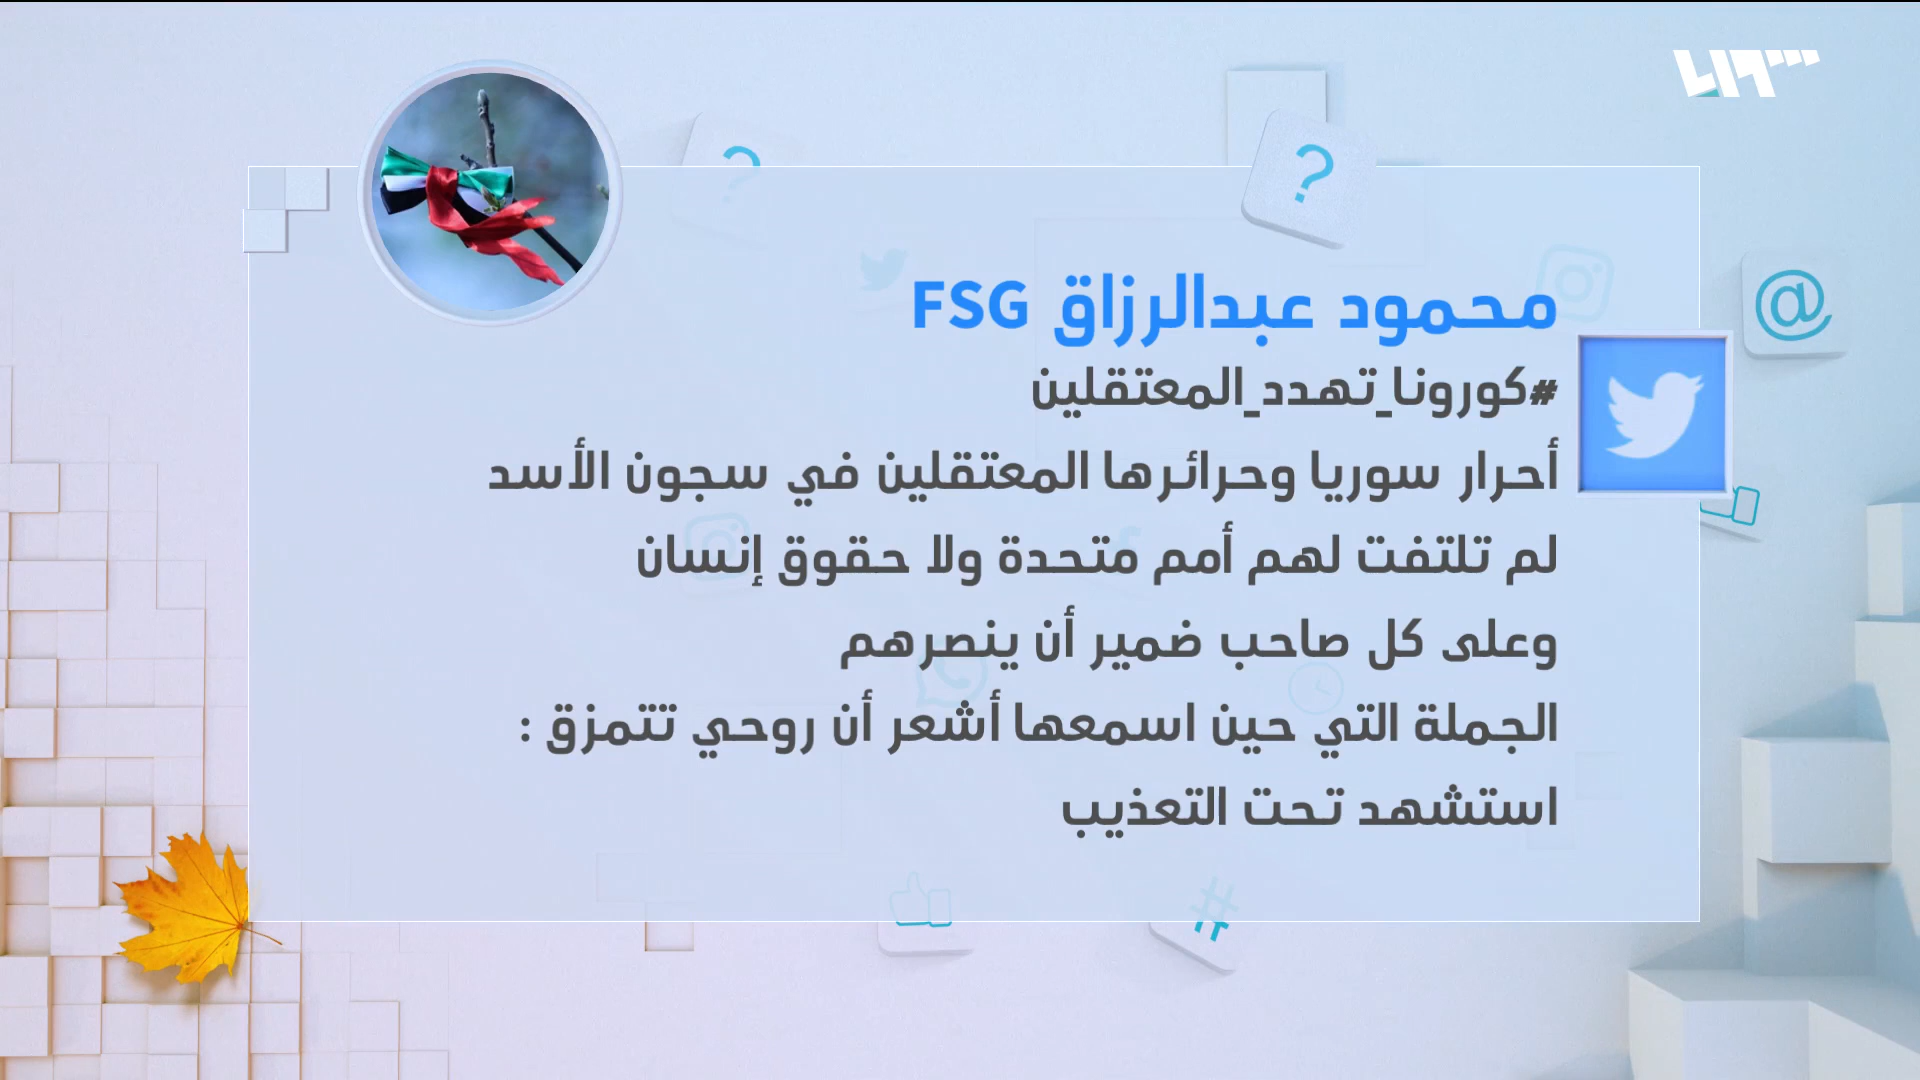 محمود عبدالرزاق FSG
#كورونا_تهدد_المعتقلين
أحرار سوريا وحرائرها المعتقلين في سجون الأسد
لم تلتفت لهم أمم متحدة ولا حقوق إنسان
وعلى كل صاحب ضمير أن ينصرهم
الجملة التي حين اسمعها أشعر أن روحي تتمزق :
استشهد تحت التعذيب